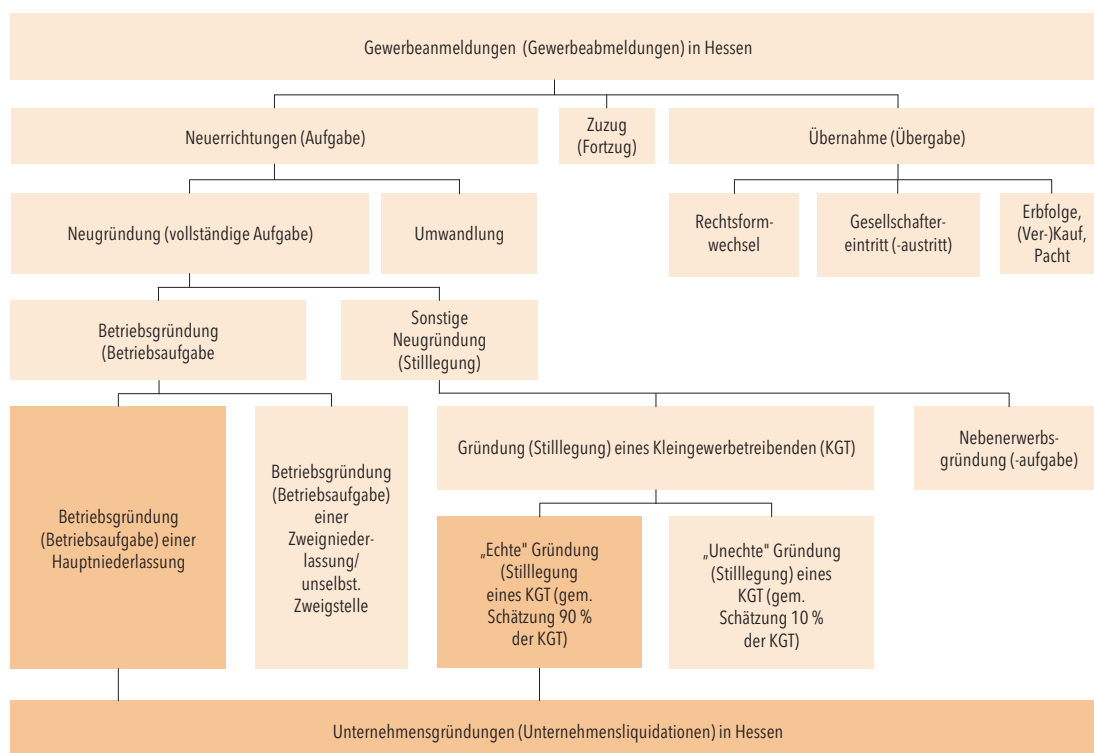 Gewerbeanmeldungen (Gewerbeabmeldungen) in Hessen
Neuerrichtungen (Aufgabe)
Zuzug
(Fortzug)
Übernahme (Übergabe)
Neugründung (vollständige Aufgabe)
Umwandlung
Rechtsform-
wechsel
Gesellschafter-
eintritt (-austritt)
Erbfolge,
(Ver-)Kauf,
Pacht
Betriebsgründung
(Betriebsaufgabe
Sonstige
Neugründung
(Stilllegung)
Betriebsgründung
(Betriebsaufgabe) einer
Hauptniederlassung
Betriebsgründung
(Betriebsaufgabe)
einer
Zweignieder-
lassung/
unselbst.
Zweigstelle
Gründung (Stilllegung) eines Kleingewerbetreibenden (KGT)
Nebenerwerbs-
gründung (-aufgabe)
„Echte" Gründung
(Stilllegung
eines KGT (gem.
Schätzung 90 %
der KGT)
„Unechte" Gründung
(Stilllegung) eines
KGT (gem.
Schätzung 10 %
der KGT)
Unternehmensgründungen (Unternehmensliquidationen) in Hessen